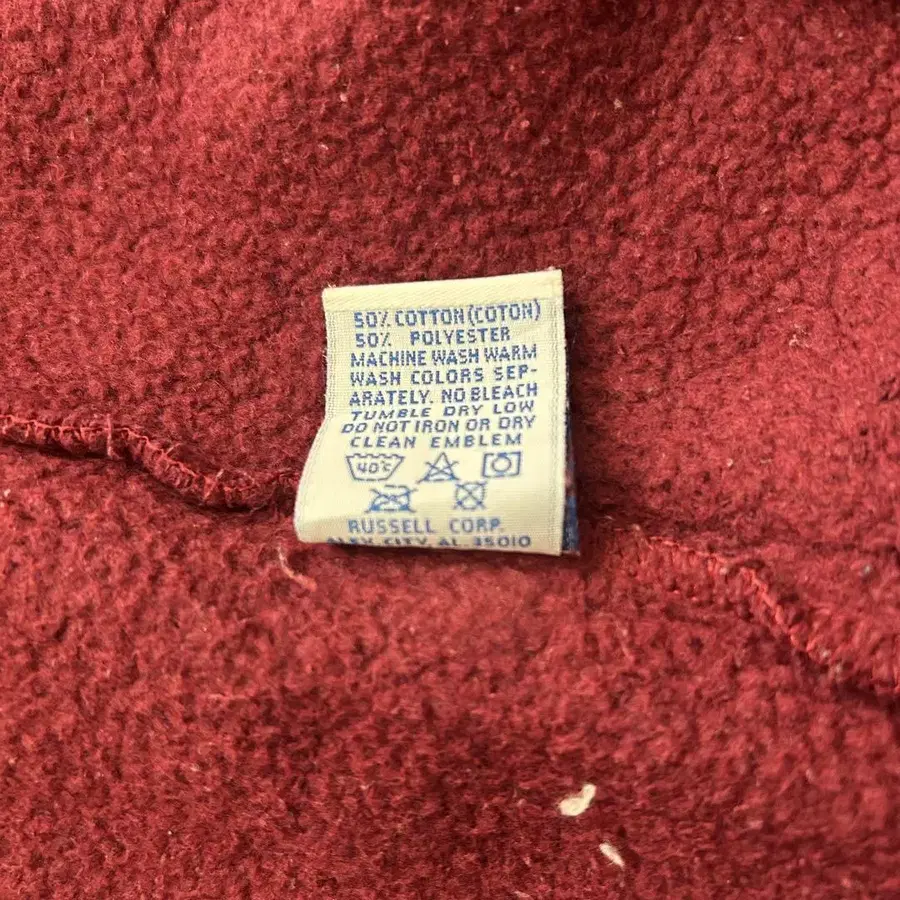 50% COTTON (COTON)
50% POLYESTER
MACHINE WASH WARM
WASH COLORS SEP-
ARATELY. NO BLEACH
TUMBLE DRY LOW
DO NOT IRON OR DRY
CLEAN EMBLEM
40°C
RUSSELL CORP.
ALEX CITY, AL. 35010